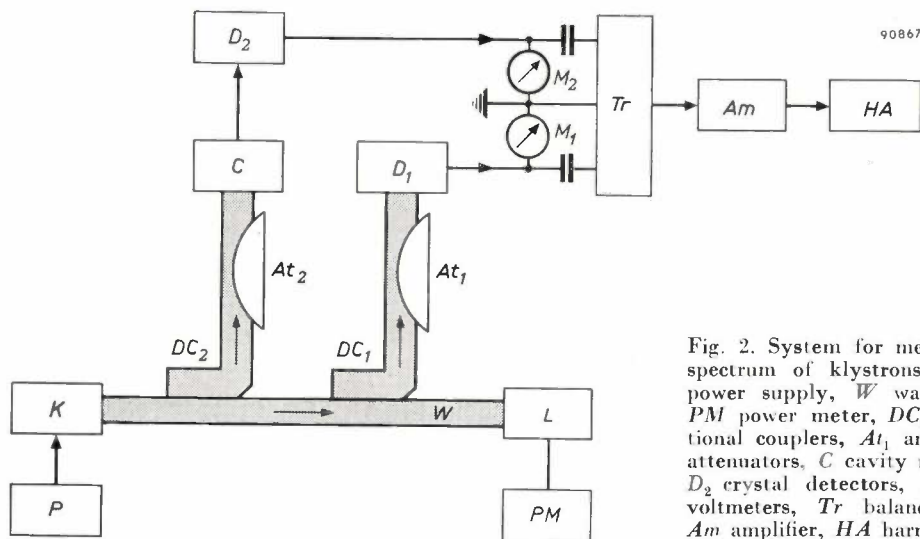 D2
90867
M2
Tr
Am
HA
M1
C
D1
At2
At1
DC2
DC1
K
W
L
P
PM
Fig. 2. System for me
spectrum of klystrons
power supply, W wa
PM power meter, DC
tional couplers, At1 an
attenuators, C cavity
D2 crystal detectors,
voltmeters, Tr balan
Am amplifier, HA harr